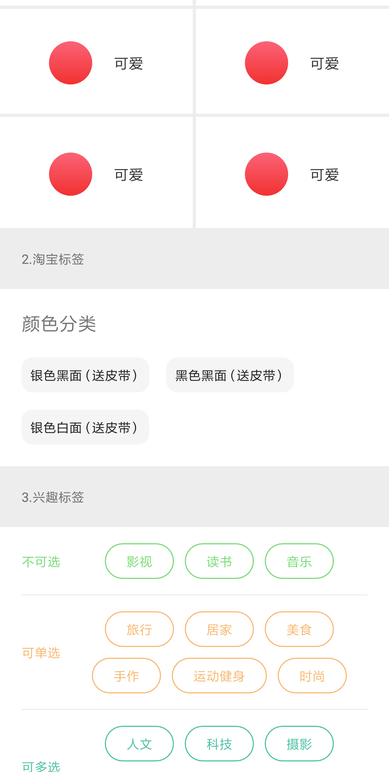 可爱 可爱
可爱 可爱
2.淘宝标签
颜色分类
银色黑面(送皮带) 黑色黑面(送皮带)
银色白面(送皮带)
3.兴趣标签
不可选 影视 读书 音乐
旅行 居家 美食
可单选
手作 运动健身 时尚
人文 科技 摄影
可多选